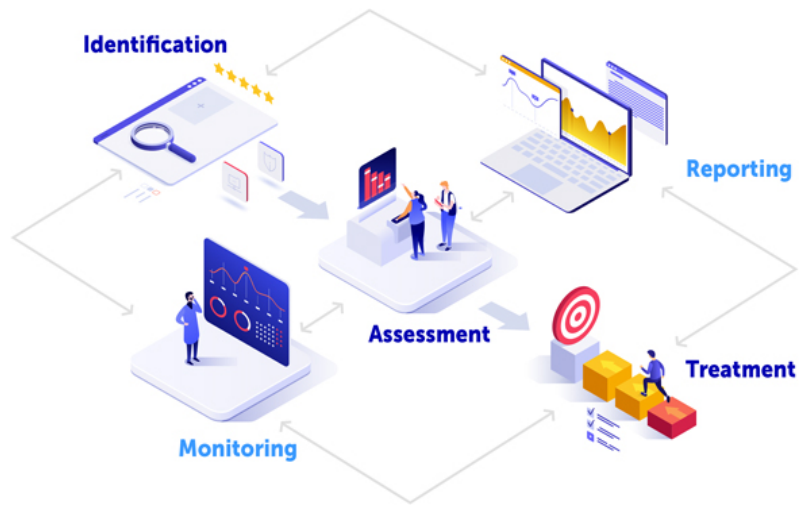 Identification
Reporting
Assessment
Treatment
Monitoring